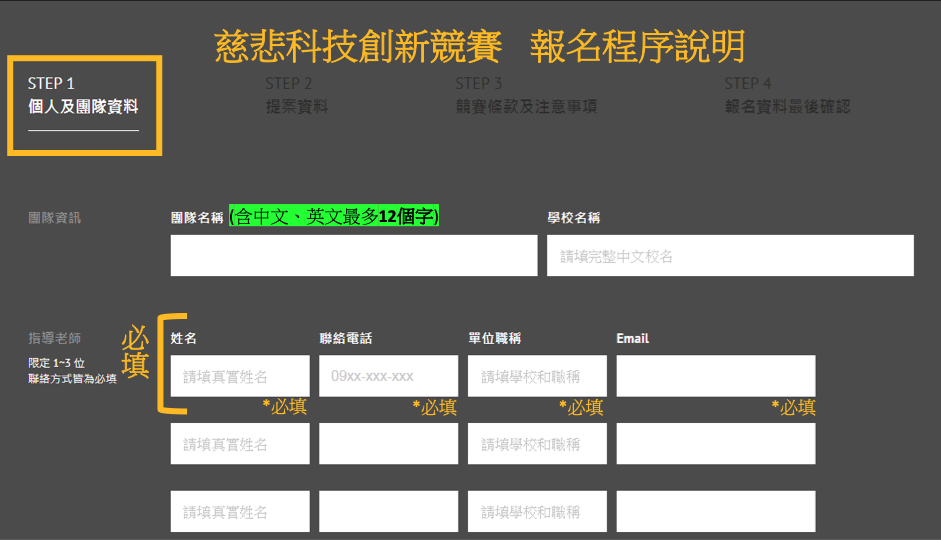 慈悲科技創新競賽 報名程序說明
STEP 1
個人及團隊資料
STEP 2
提案資料
STEP 3
競賽條款及注意事項
STEP 4
報名資料最後確認
團隊資訊
團隊名稱 (含中文、英文最多12個字)
學校名稱
請填完整中文校名
指導老師
限定 1~3 位
聯絡方式皆為必填
必填
姓名 聯絡電話 單位職稱 Email
請填真實姓名 09xx-xxx-xxx 請填學校和職稱
*必填 *必填 *必填 *必填
請填真實姓名 請填學校和職稱
請填真實姓名 請填學校和職稱